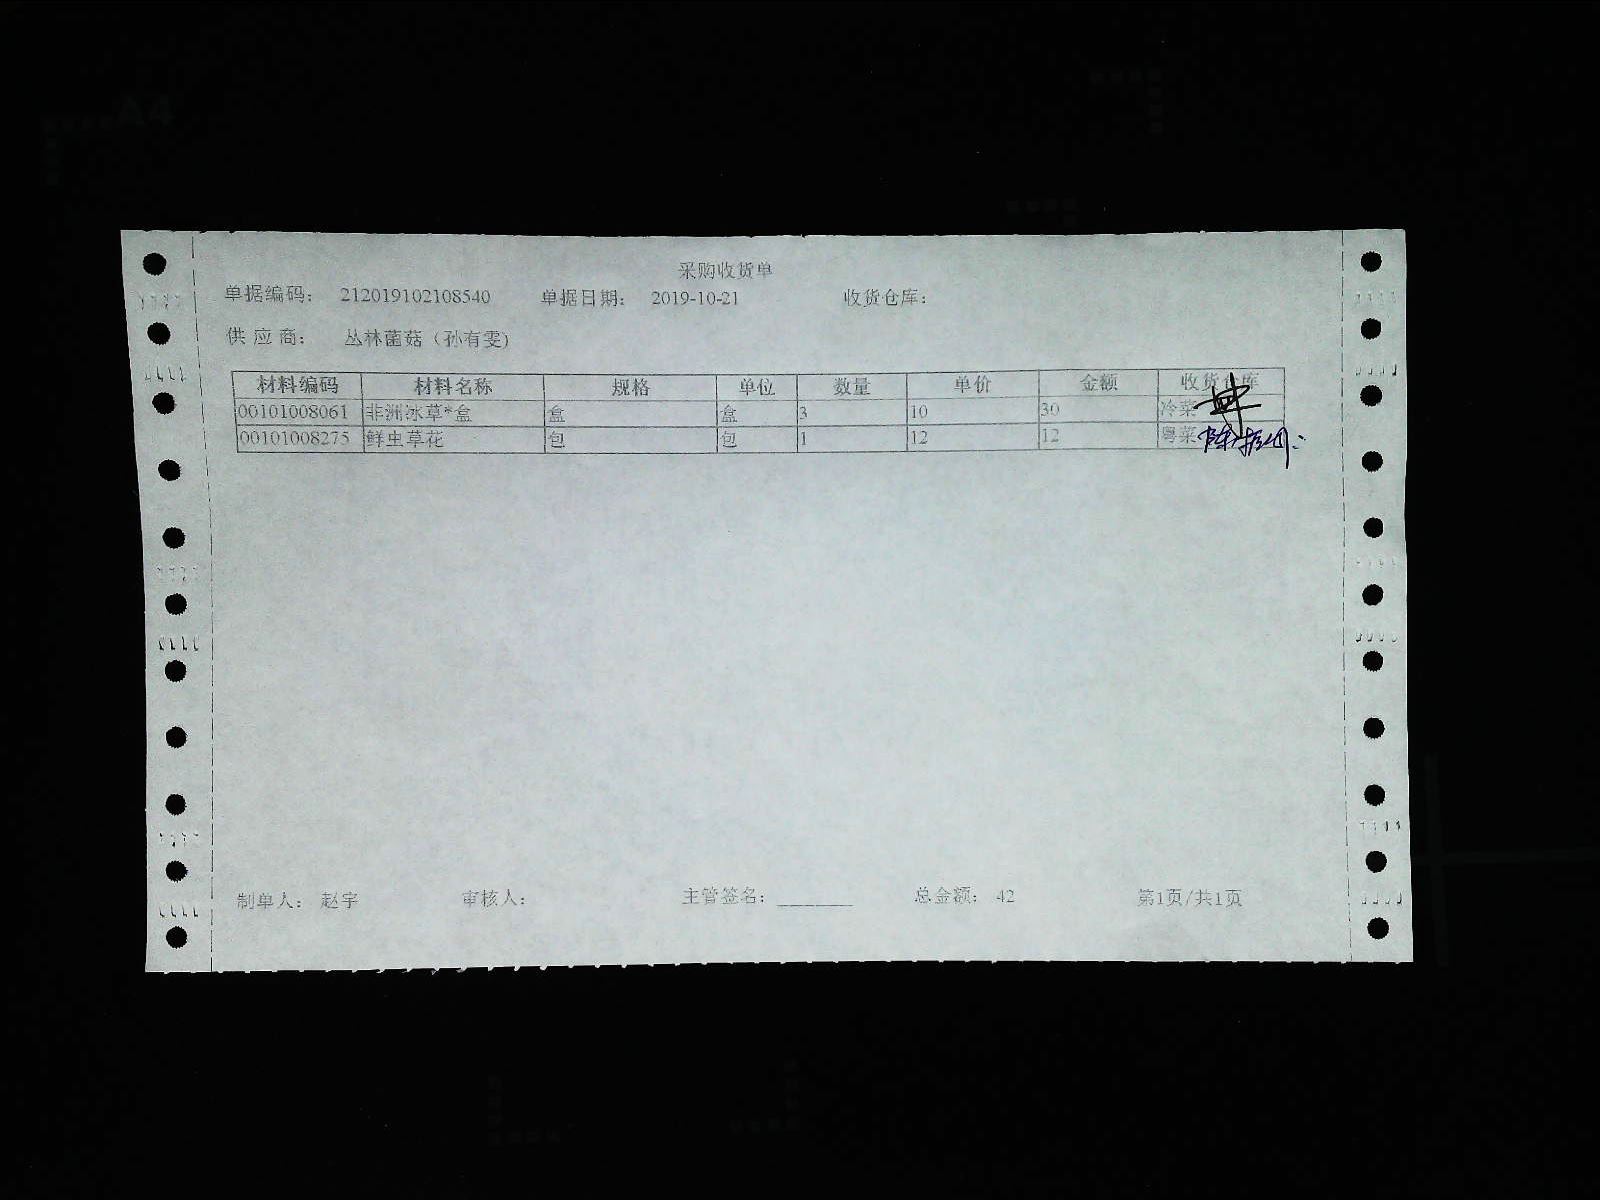 采购收货单
单据编码： 212019102108540 单据日期： 2019-10-21 收货仓库：
供 应 商： 丛林菌菇（孙有雯）
材料编码 材料名称 规格 单位 数量 单价 金额 收货仓库
00101008061 非洲冰草*盒 盒 盒 3 10 30 冷菜
00101008275 鲜虫草花 包 包 1 12 12 粤菜
制单人： 赵宇 审核人： 主管签名： 总金额： 42 第1页/共1页